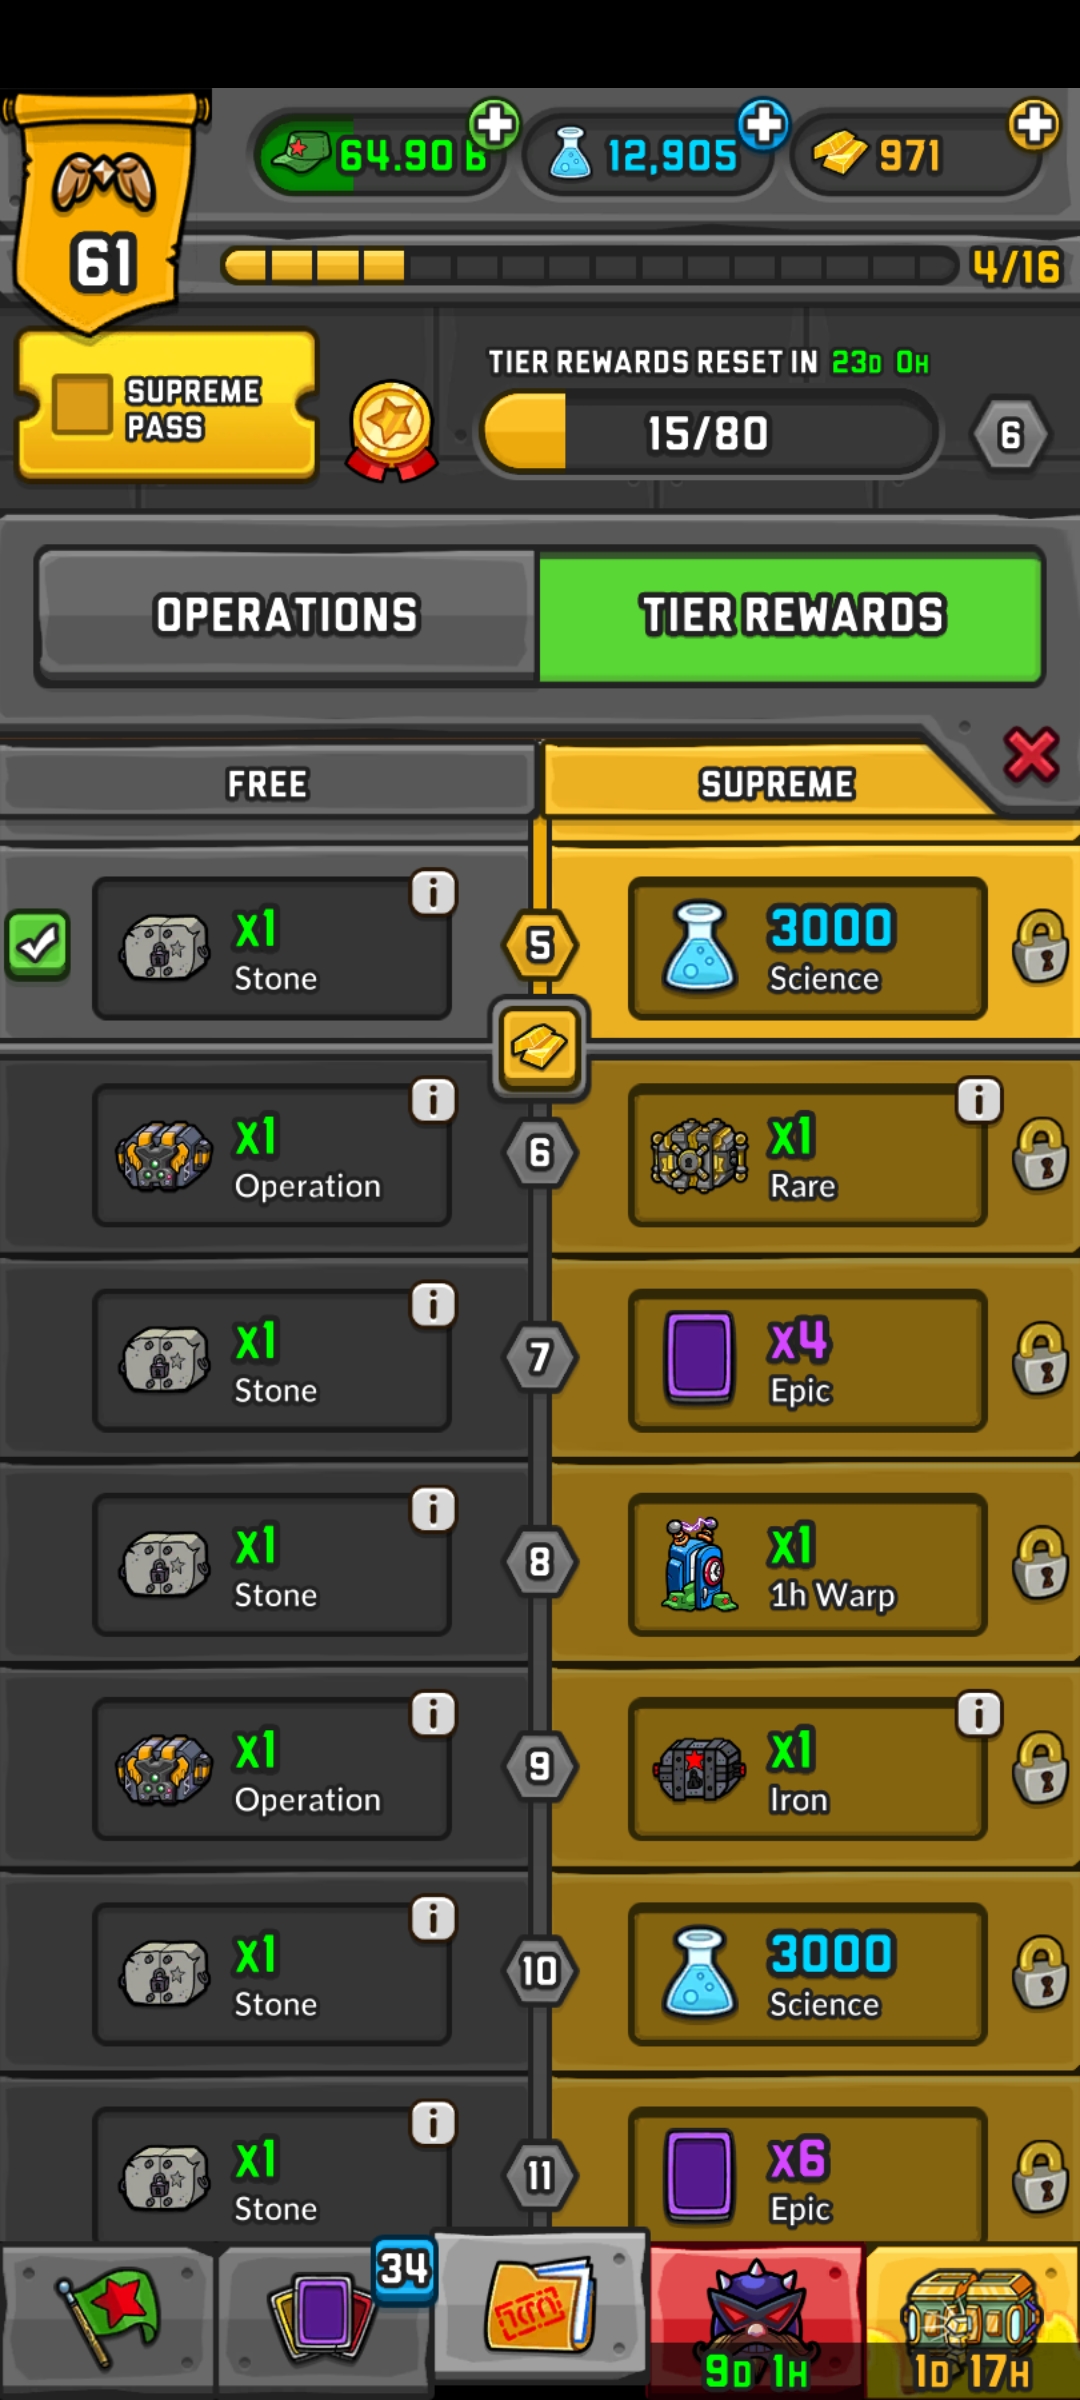 64.90 B
12,905
971
61
4/16
SUPREME
PASS
TIER REWARDS RESET IN 23D 0H
15/80
6
OPERATIONS
TIER REWARDS
FREE
SUPREME
x1
Stone
5
3000
Science
x1
Operation
6
x1
Rare
x1
Stone
7
x4
Epic
x1
Stone
8
x1
1h Warp
x1
Operation
9
x1
Iron
x1
Stone
10
3000
Science
x1
Stone
11
x6
Epic
34
9D 1H
1D 17H